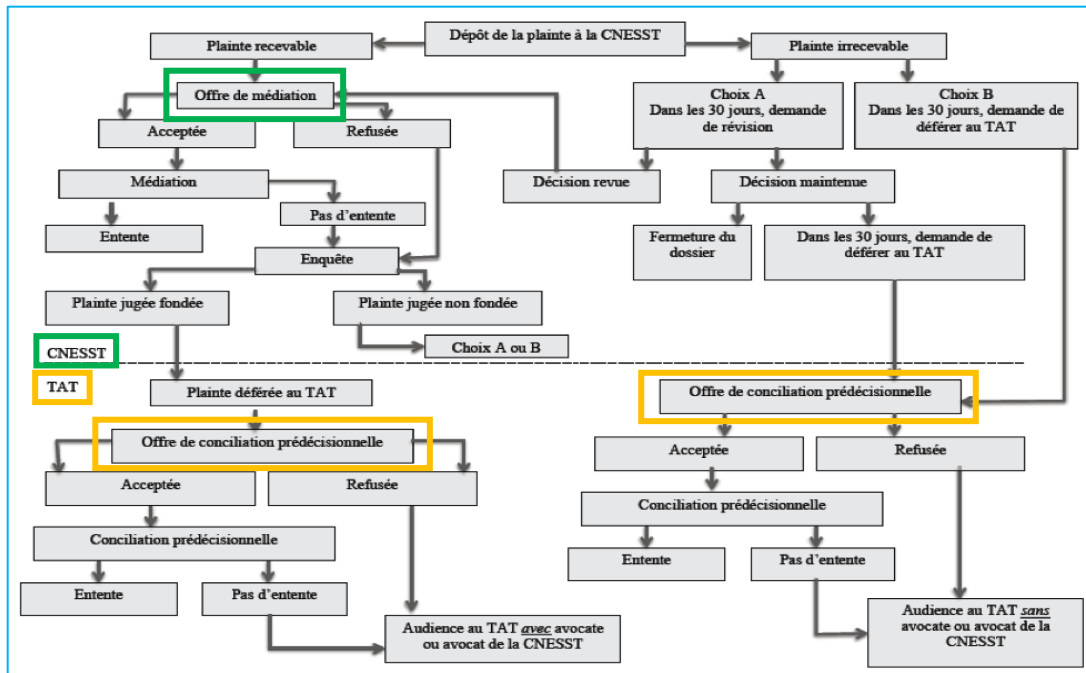 Dépôt de la plainte à la CNESST
Plainte recevable
Plainte irrecevable
Offre de médiation
Choix A
Dans les 30 jours, demande
de révision
Choix B
Dans les 30 jours, demande de
déférer au TAT
Acceptée
Refusée
Médiation
Décision revue
Décision maintenue
Pas d'entente
Entente
Fermeture du
dossier
Dans les 30 jours, demande de
déférer au TAT
Enquête
Plainte jugée fondée
Plainte jugée non fondée
Choix A ou B
CNESST
TAT
Plainte déférée au TAT
Offre de conciliation prédécisionnelle
Offre de conciliation prédécisionnelle
Acceptée
Refusée
Acceptée
Refusée
Conciliation prédécisionnelle
Conciliation prédécisionnelle
Entente
Pas d'entente
Entente
Pas d'entente
Audience au TAT avec avocate
ou avocat de la CNESST
Audience au TAT sans
avocate ou avocat de la
CNESST